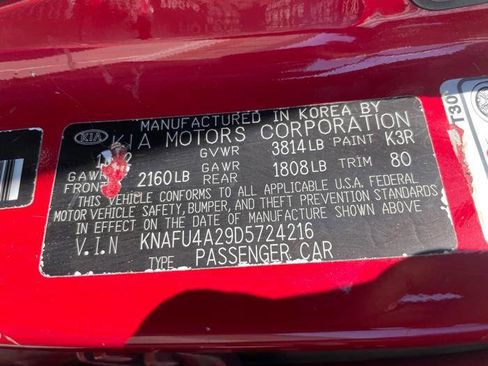 MANUFACTURED IN KOREA BY
KIA KIA MOTORS CORPORATION
GVWR 3814LB PAINT K3R
GAWR FRONT 2160LB GAWR REAR 1808LB TRIM 80
THIS VEHICLE CONFORMS TO ALL APPLICABLE U.S.A. FEDERAL
MOTOR VEHICLE SAFETY, BUMPER, AND THEFT PREVENTION STANDARDS
IN EFFECT ON THE DATE OF MANUFACTURE SHOWN ABOVE.
V.I.N KNAFU4A29D5724216
TYPE PASSENGER CAR